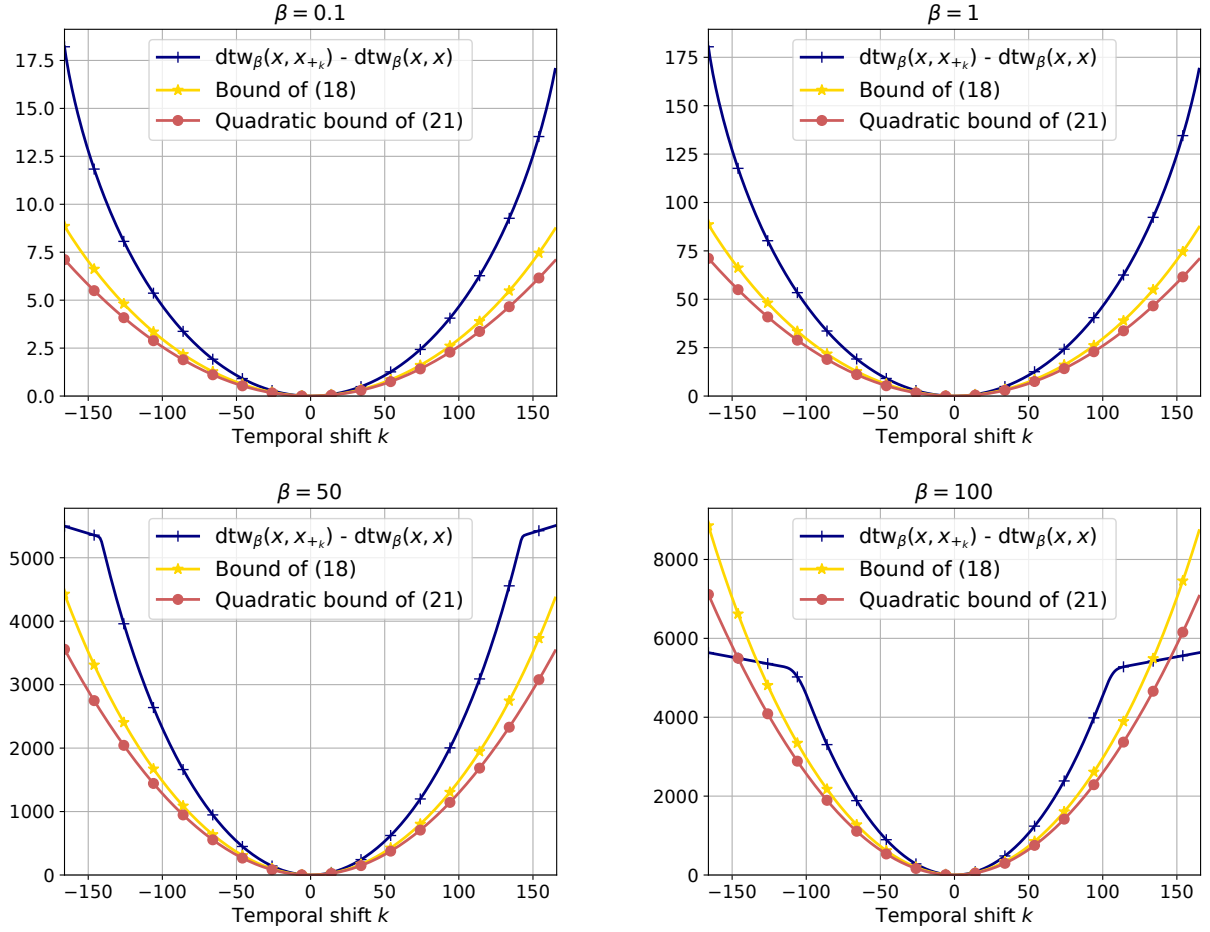 β = 0.1
17.5
15.0
12.5
10.0
7.5
5.0
2.5
0.0
dtwβ(x, x+k) - dtwβ(x, x)
Bound of (18)
Quadratic bound of (21)
−150 −100 −50 0 50 100 150
Temporal shift k
β = 1
175
150
125
100
75
50
25
0
dtwβ(x, x+k) - dtwβ(x, x)
Bound of (18)
Quadratic bound of (21)
−150 −100 −50 0 50 100 150
Temporal shift k
β = 50
5000
4000
3000
2000
1000
0
dtwβ(x, x+k) - dtwβ(x, x)
Bound of (18)
Quadratic bound of (21)
−150 −100 −50 0 50 100 150
Temporal shift k
β = 100
8000
6000
4000
2000
0
dtwβ(x, x+k) - dtwβ(x, x)
Bound of (18)
Quadratic bound of (21)
−150 −100 −50 0 50 100 150
Temporal shift k